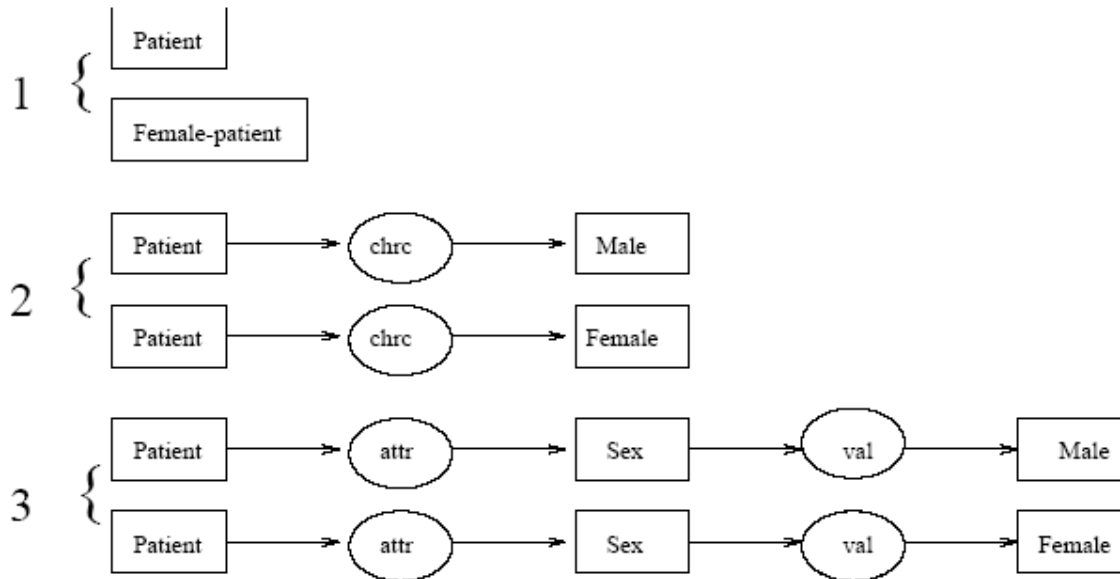 Patient
1 {
Female-patient
Patient chrc Male
2 {
Patient chrc Female
Patient attr Sex val Male
3 {
Patient attr Sex val Female